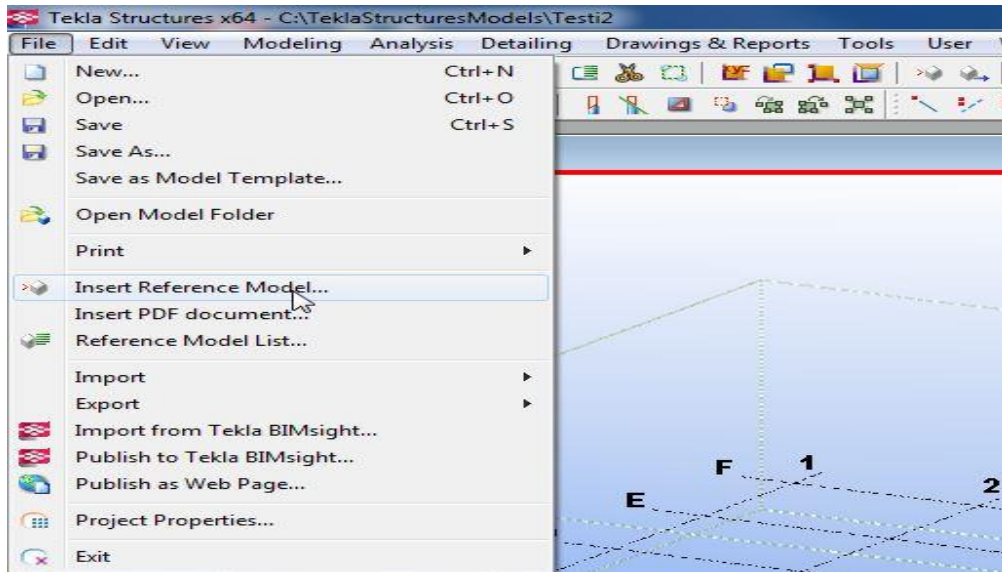 Tekla Structures x64 - C:\TeklaStructuresModels\Testi2
File Edit View Modeling Analysis Detailing Drawings & Reports Tools User
New... Ctrl+N
Open... Ctrl+O
Save Ctrl+S
Save As...
Save as Model Template...
Open Model Folder
Print
Insert Reference Model...
Insert PDF document...
Reference Model List...
Import
Export
Import from Tekla BIMsight...
Publish to Tekla BIMsight...
Publish as Web Page...
Project Properties...
Exit
F 1
E 2